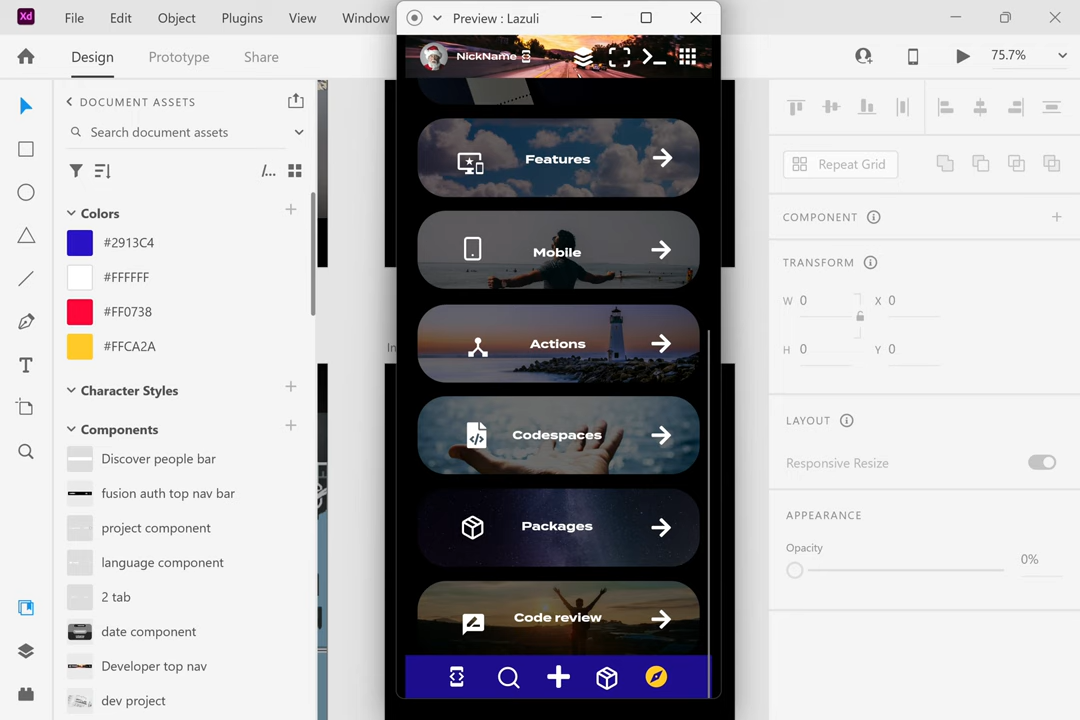 Xd
File
Edit
Object
Plugins
View
Window
Preview : Lazuli
Design
Prototype
Share
75.7%
NickName
DOCUMENT ASSETS
Search document assets
/...
Colors
#2913C4
#FFFFFF
#FF0738
#FFCA2A
Character Styles
Components
Discover people bar
fusion auth top nav bar
project component
language component
2 tab
date component
Developer top nav
dev project
In
Features
Mobile
Actions
Codespaces
Packages
Code review
Repeat Grid
COMPONENT
TRANSFORM
W 0
X 0
H 0
Y 0
LAYOUT
Responsive Resize
APPEARANCE
Opacity
0%